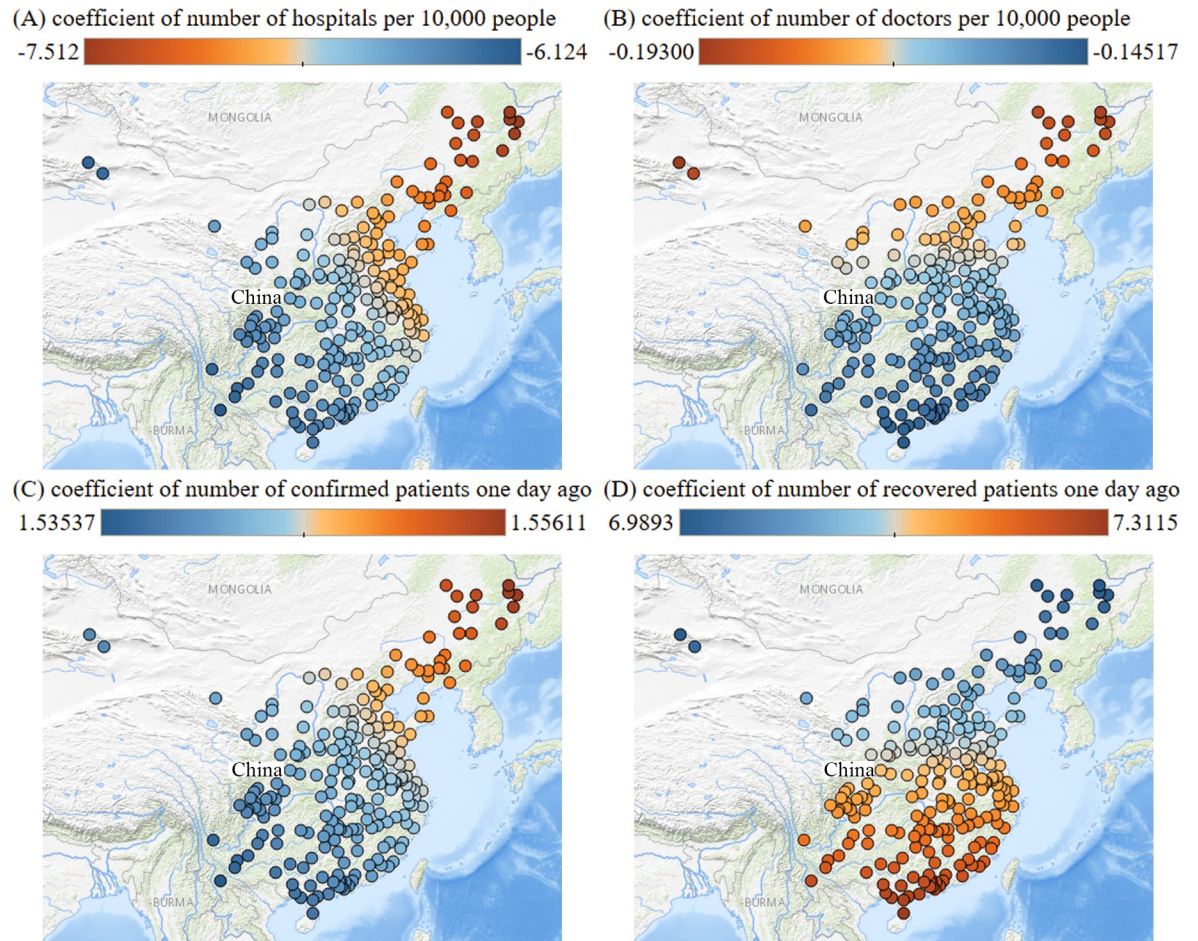 (A) coefficient of number of hospitals per 10,000 people
-7.512 -6.124
MONGOLIA
China
BURMA
(B) coefficient of number of doctors per 10,000 people
-0.19300 -0.14517
MONGOLIA
China
BURMA
(C) coefficient of number of confirmed patients one day ago
1.53537 1.55611
MONGOLIA
China
BURMA
(D) coefficient of number of recovered patients one day ago
6.9893 7.3115
MONGOLIA
China
BURMA